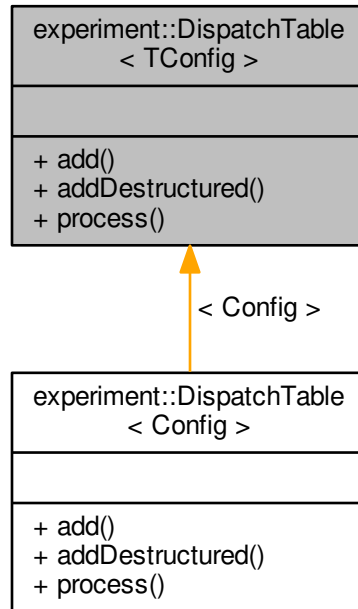 experiment::DispatchTable
< TConfig >
+ add()
+ addDestructured()
+ process()
< Config >
experiment::DispatchTable
< Config >
+ add()
+ addDestructured()
+ process()